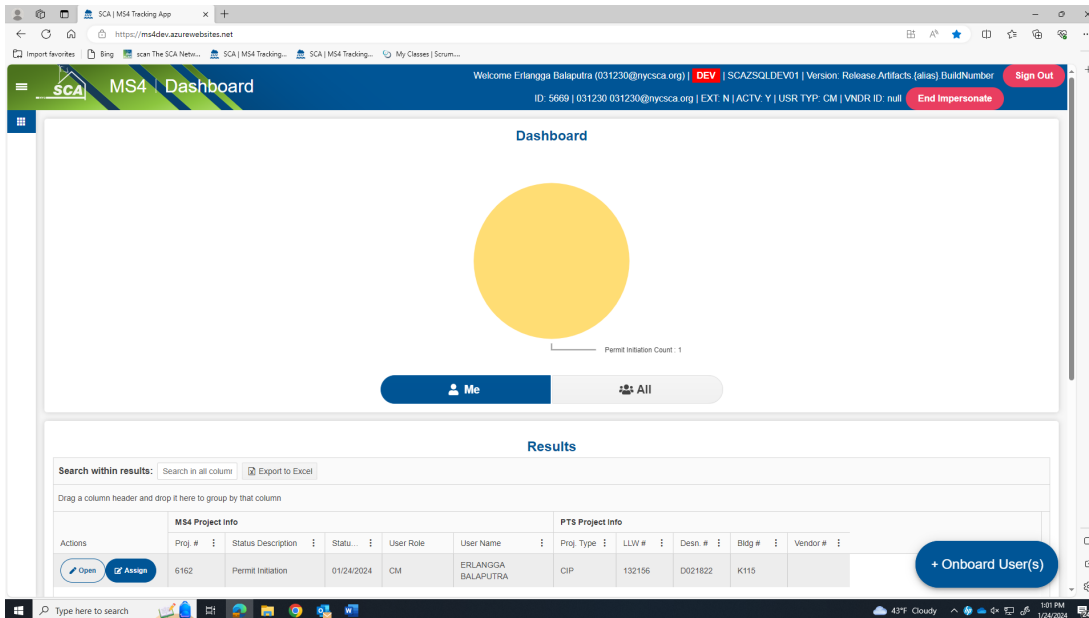 SCA | MS4 Tracking App
https://ms4dev.azurewebsites.net
Import favorites
Bing
scan The SCA Netw...
SCA | MS4 Tracking...
SCA | MS4 Tracking...
My Classes | Scrum....
SCA
MS4 | Dashboard
Welcome Erlangga Balaputra (031230@nycsca.org) | DEV | SCAZSQLDEV01 | Version: Release.Artifacts.{alias}.BuildNumber
Sign Out
ID: 5669 | 031230 031230@nycsca.org | EXT: N | ACTV: Y | USR TYP: CM | VNDR ID: null
End Impersonate
Dashboard
Permit Initiation Count : 1
Me
All
Results
Search within results:
Search in all colum
Export to Excel
Drag a column header and drop it here to group by that column
MS4 Project Info
PTS Project Info
Actions
Proj. #
Status Description
Statu...
User Role
User Name
Proj. Type
LLW #
Desn. #
Bldg #
Vendor #
Open
Assign
6162
Permit Initiation
01/24/2024
CM
ERLANGGA
BALAPUTRA
CIP
132156
D021822
K115
+ Onboard User(s)
Type here to search
43°F Cloudy
1:01 PM
1/24/2024